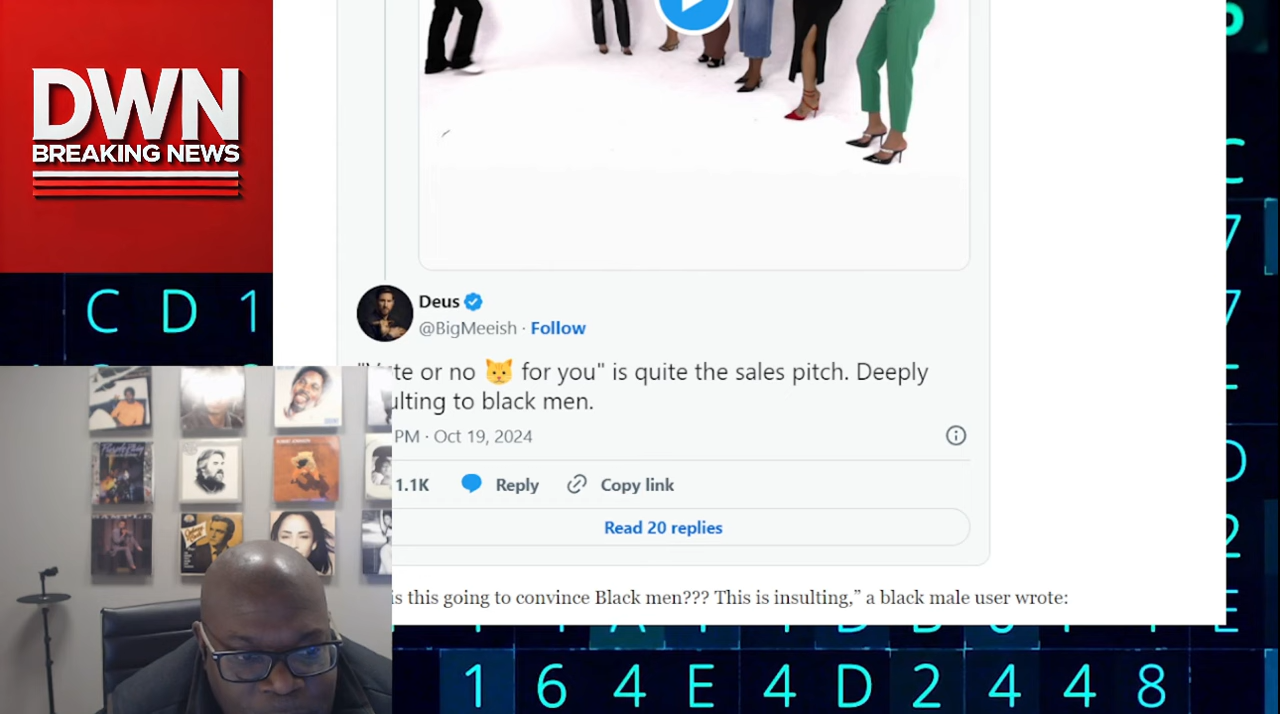 DWN
BREAKING NEWS
C D 1
Deus
@BigMeeish · Follow
te or no 🐱 for you" is quite the sales pitch. Deeply
ulting to black men.
PM · Oct 19, 2024
1.1K Reply Copy link
Read 20 replies
is this going to convince Black men??? This is insulting,” a black male user wrote:
1 6 4 E 4 D 2 4 4 8